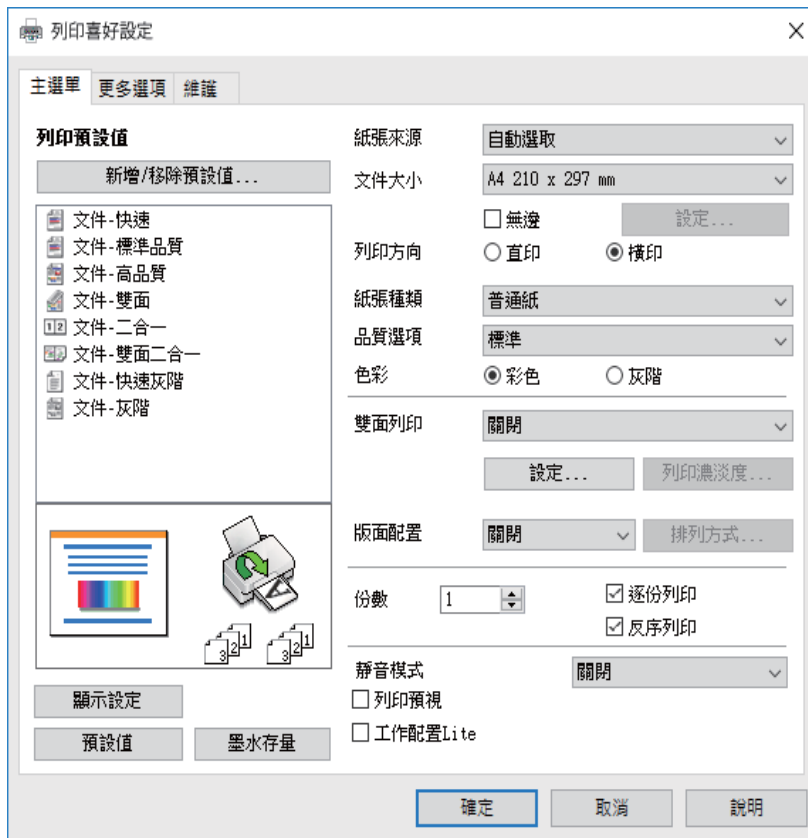 列印喜好設定
主選單 更多選項 維護
列印預設值
新增/移除預設值...
文件-快速
文件-標準品質
文件-高品質
文件-雙面
文件-二合一
文件-雙面二合一
文件-快速灰階
文件-灰階
顯示設定
預設值 墨水存量
紙張來源 自動選取
文件大小 A4 210 x 297 mm
無邊 設定...
列印方向 直印 橫印
紙張種類 普通紙
品質選項 標準
色彩 彩色 灰階
雙面列印 關閉
設定... 列印濃淡度...
版面配置 關閉 排列方式...
份數 1 逐份列印
反序列印
靜音模式 關閉
列印預視
工作配置Lite
確定 取消 說明